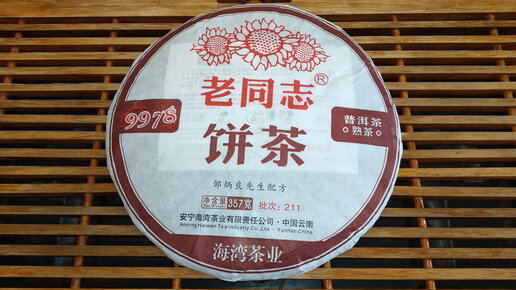 老同志®
9978
饼茶
普洱茶
•熟茶•
邹炳良先生配方
净含量 357克 批次：211
安宁海湾茶业有限责任公司·中国云南
Anning Haiwan Tea Industry Co., Ltd. · Yunnan China
海湾茶业